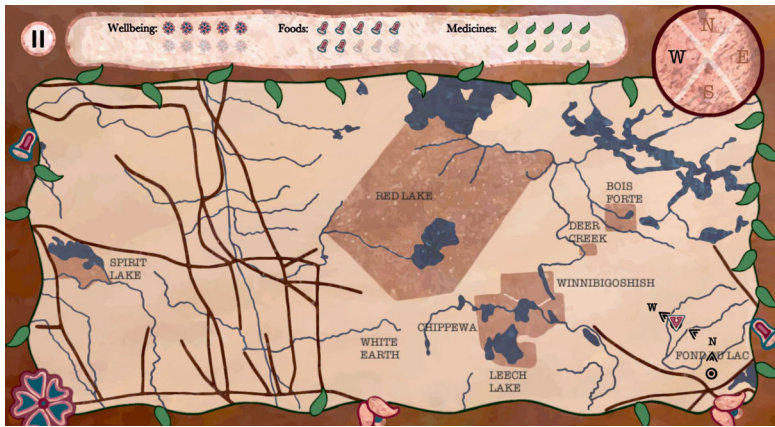 Wellbeing:
Foods:
Medicines:
N
W
E
S
RED LAKE
BOIS
FORTE
DEER
CREEK
SPIRIT
LAKE
WINNIBIGOSHISH
W
CHIPPEWA
N
WHITE
EARTH
FOND DU LAC
LEECH
LAKE